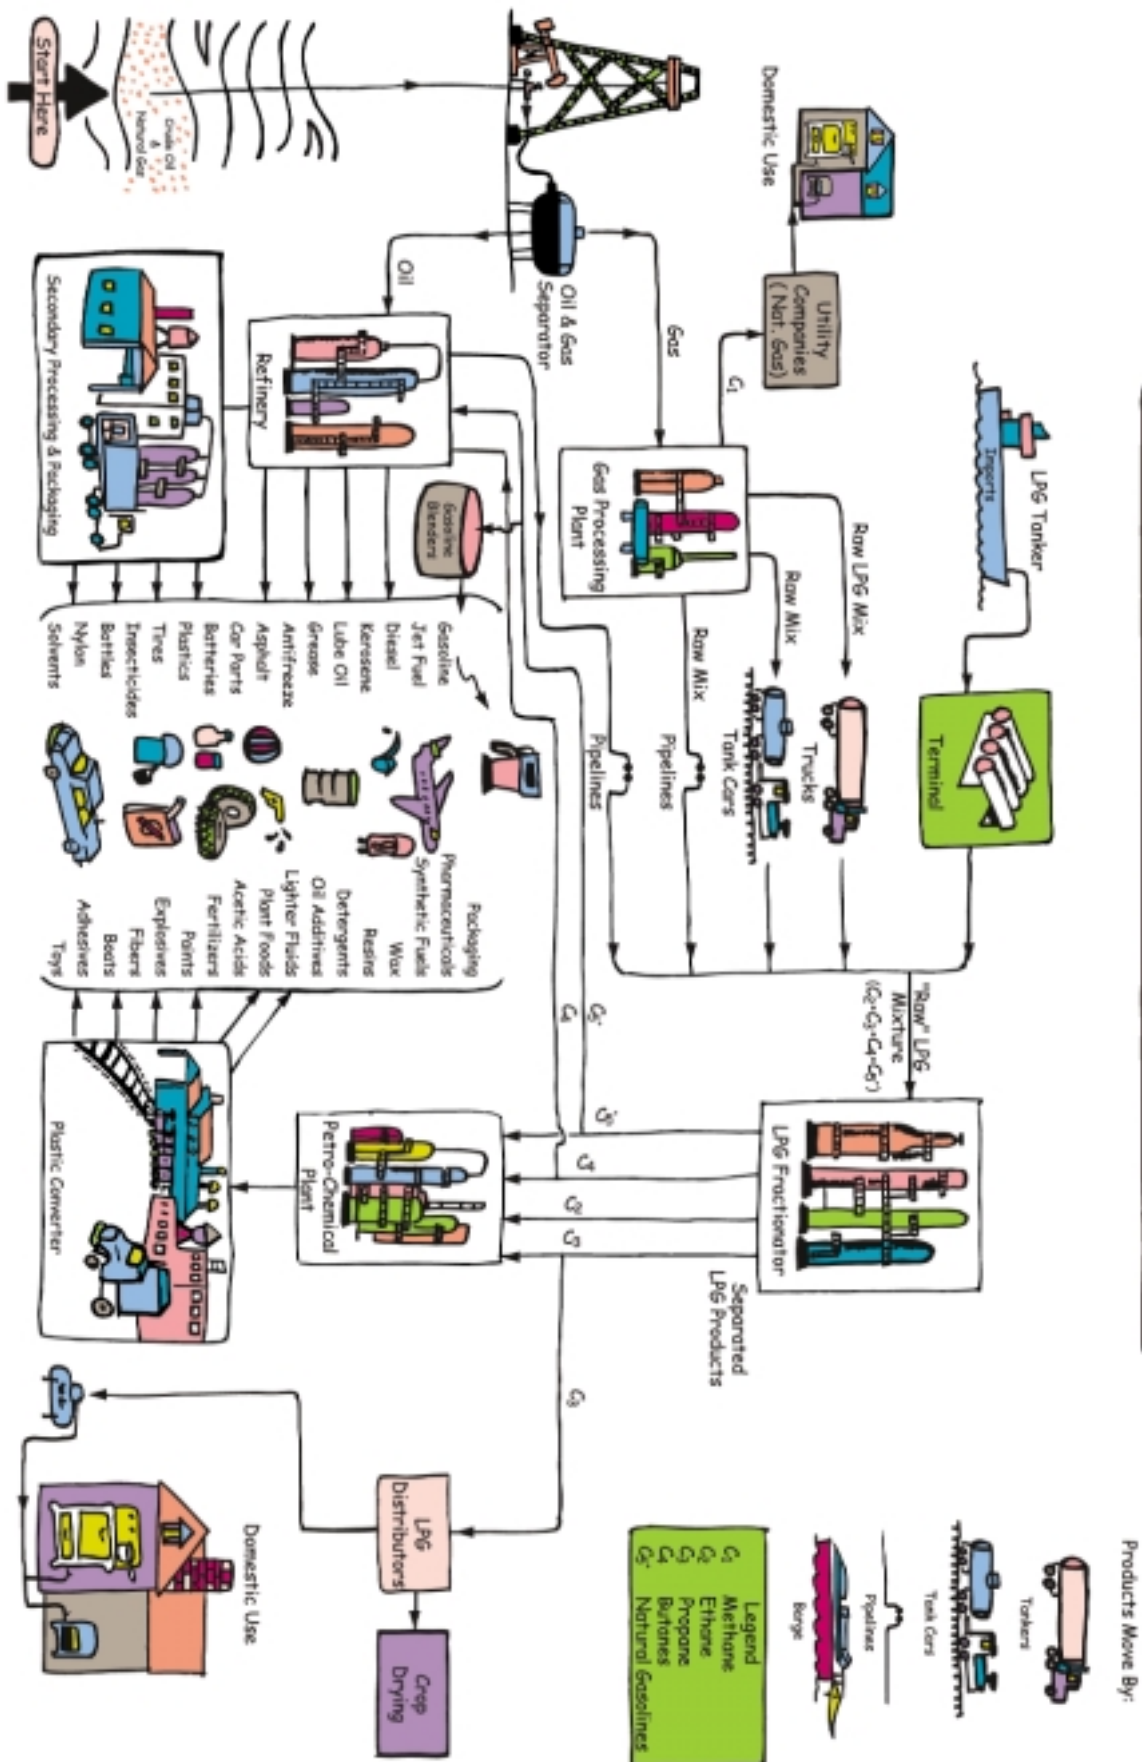 Products Move By:
Tankers
Tank Cars
Pipelines
Barge
Legend
C₁ Methane
C₂ Ethane
C₃ Propane
C₄ Butanes
C₅⁺ Natural Gasolines
LPG Tanker
Imports
Terminal
Domestic Use
Utility
Companies
(Nat. Gas)
C₁
Raw LPG Mix
Trucks
Raw Mix
Tank Cars
Raw Mix
Pipelines
Pipelines
"Raw" LPG
Mixture
(C₂+C₃+C₄+C₅⁺)
LPG Fractionator
Separated
LPG Products
Gas
Gas Processing
Plant
Oil & Gas
Separator
Oil
Refinery
Gasoline
Blenders
C₅⁺
C₄
C₃
Petro-Chemical
Plant
LPG
Distributors
Crop
Drying
Start Here
Crude Oil
&
Natural Gas
Secondary Processing & Packaging
Gasoline
Jet Fuel
Diesel
Kerosene
Lube Oil
Grease
Antifreeze
Asphalt
Car Parts
Batteries
Plastics
Tires
Insecticides
Battles
Nylon
Solvents
Packaging
Pharmaceuticals
Synthetic Fuels
Wax
Resins
Detergents
Oil Additives
Lighter Fluids
Plant Foods
Acetic Acids
Fertilizers
Paints
Explosives
Fibers
Boats
Adhesives
Toys
Plastic Converter
Domestic Use